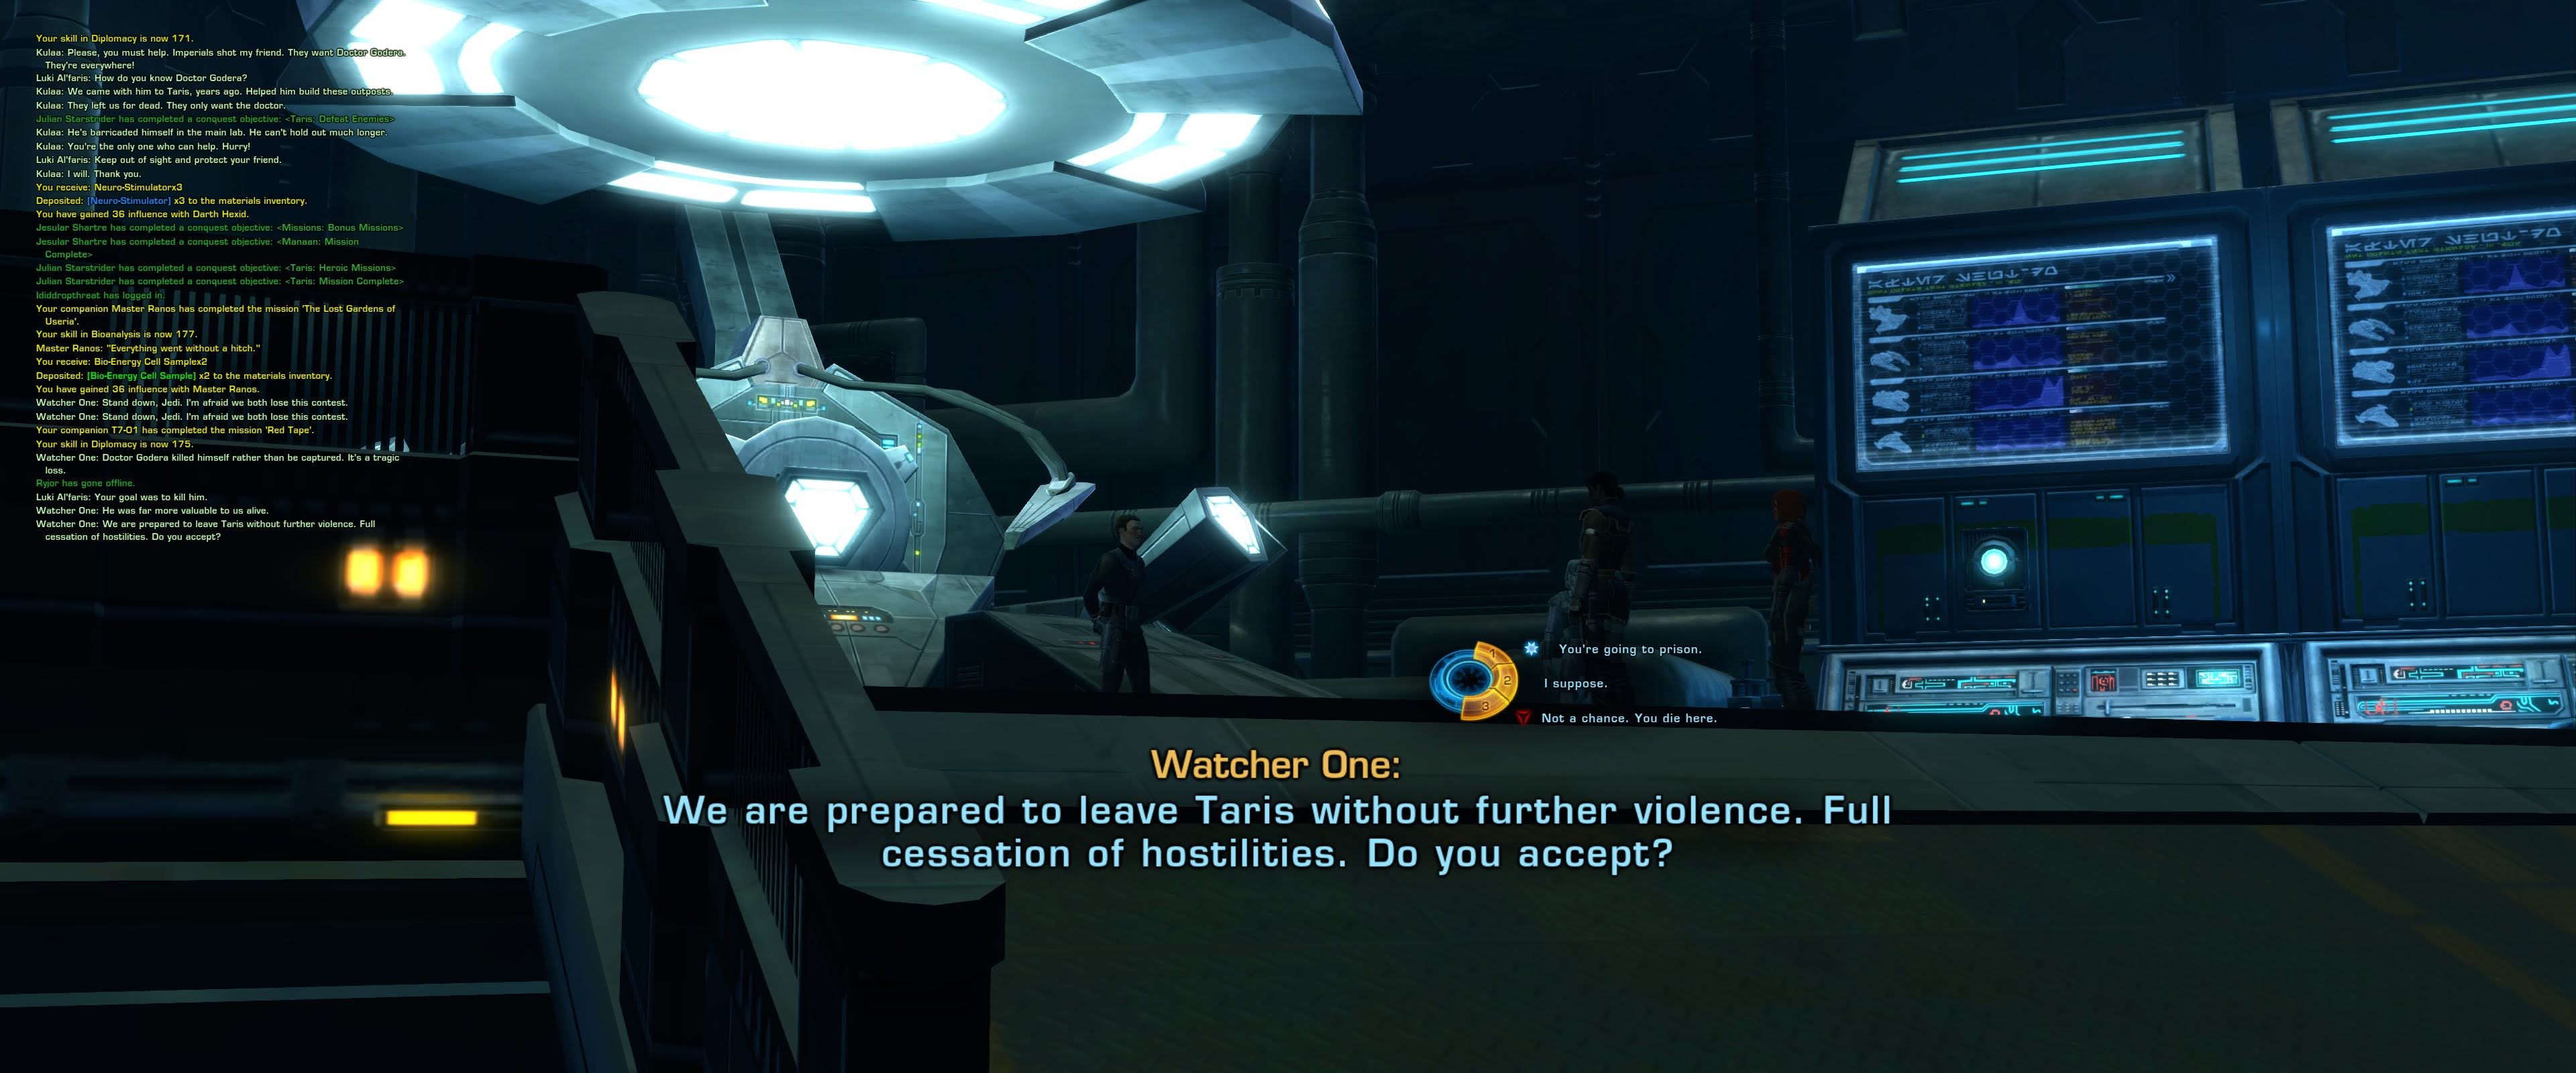 Your skill in Diplomacy is now 171.
Kulaa: Please, you must help. Imperials shot my friend. They want Doctor Godera.
They're everywhere!
Luki Al'faris: How do you know Doctor Godera?
Kulaa: We came with him to Taris, years ago. Helped him build these outposts.
Kulaa: They left us for dead. They only want the doctor.
Julian Starstrider has completed a conquest objective: <Taris: Defeat Enemies>
Kulaa: He's barricaded himself in the main lab. He can't hold out much longer.
Kulaa: You're the only one who can help. Hurry!
Luki Al'faris: Keep out of sight and protect your friend.
Kulaa: I will. Thank you.
You receive: Neuro-Stimulatorx3
Deposited: [Neuro-Stimulator] x3 to the materials inventory.
You have gained 36 influence with Darth Hexid.
Jesular Shartre has completed a conquest objective: <Missions: Bonus Missions>
Jesular Shartre has completed a conquest objective: <Manaan: Mission
Complete>
Julian Starstrider has completed a conquest objective: <Taris: Heroic Missions>
Julian Starstrider has completed a conquest objective: <Taris: Mission Complete>
Ididdropthreat has logged in.
Your companion Master Ranos has completed the mission 'The Lost Gardens of
Useria'.
Your skill in Bioanalysis is now 177.
Master Ranos: "Everything went without a hitch."
You receive: Bio-Energy Cell Samplex2
Deposited: [Bio-Energy Cell Sample] x2 to the materials inventory.
You have gained 36 influence with Master Ranos.
Watcher One: Stand down, Jedi. I'm afraid we both lose this contest.
Watcher One: Stand down, Jedi. I'm afraid we both lose this contest.
Your companion T7-O1 has completed the mission 'Red Tape'.
Your skill in Diplomacy is now 175.
Watcher One: Doctor Godera killed himself rather than be captured. It's a tragic
loss.
Ryjor has gone offline.
Luki Al'faris: Your goal was to kill him.
Watcher One: He was far more valuable to us alive.
Watcher One: We are prepared to leave Taris without further violence. Full
cessation of hostilities. Do you accept?
1 You're going to prison.
2 I suppose.
3 Not a chance. You die here.
Watcher One:
We are prepared to leave Taris without further violence. Full
cessation of hostilities. Do you accept?